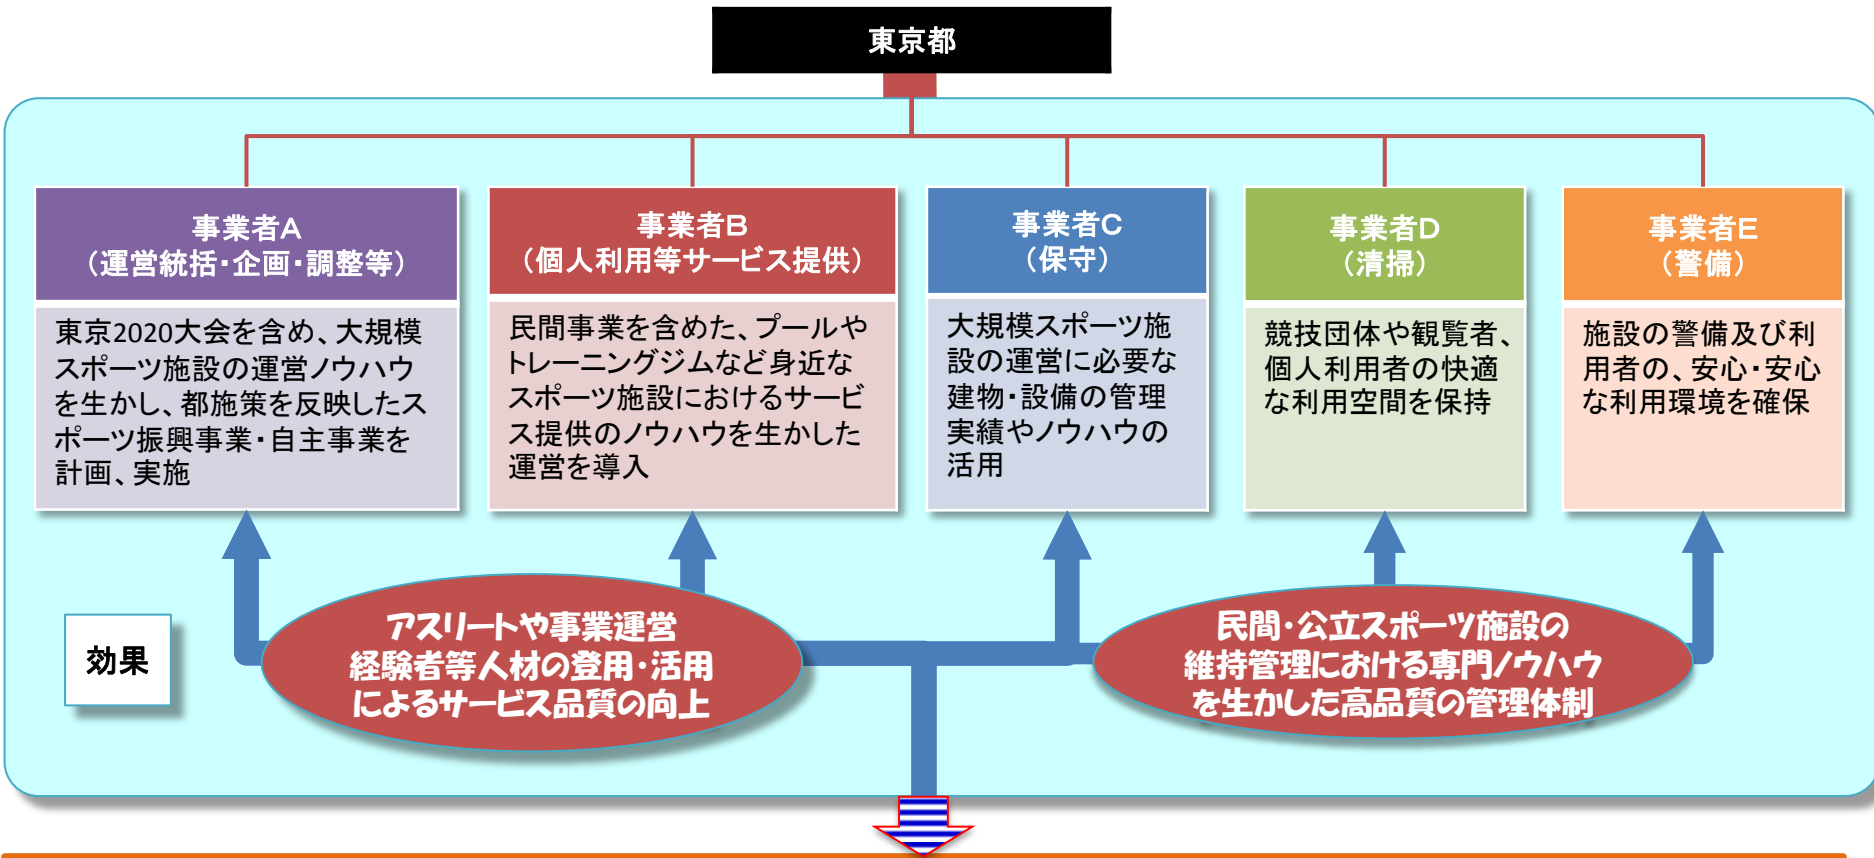 東京都
事業者A
（運営統括・企画・調整等）
東京2020大会を含め、大規模
スポーツ施設の運営ノウハウ
を生かし、都施策を反映したス
ポーツ振興事業・自主事業を
計画、実施
事業者B
（個人利用等サービス提供）
民間事業を含めた、プールや
トレーニングジムなど身近な
スポーツ施設におけるサービ
ス提供のノウハウを生かした
運営を導入
事業者C
（保守）
大規模スポーツ施
設の運営に必要な
建物・設備の管理
実績やノウハウの
活用
事業者D
（清掃）
競技団体や観覧者、
個人利用者の快適
な利用空間を保持
事業者E
（警備）
施設の警備及び利
用者の、安心・安心
な利用環境を確保
効果
アスリートや事業運営
経験者等人材の登用・活用
によるサービス品質の向上
民間・公立スポーツ施設の
維持管理における専門ノウハウ
を生かした高品質の管理体制